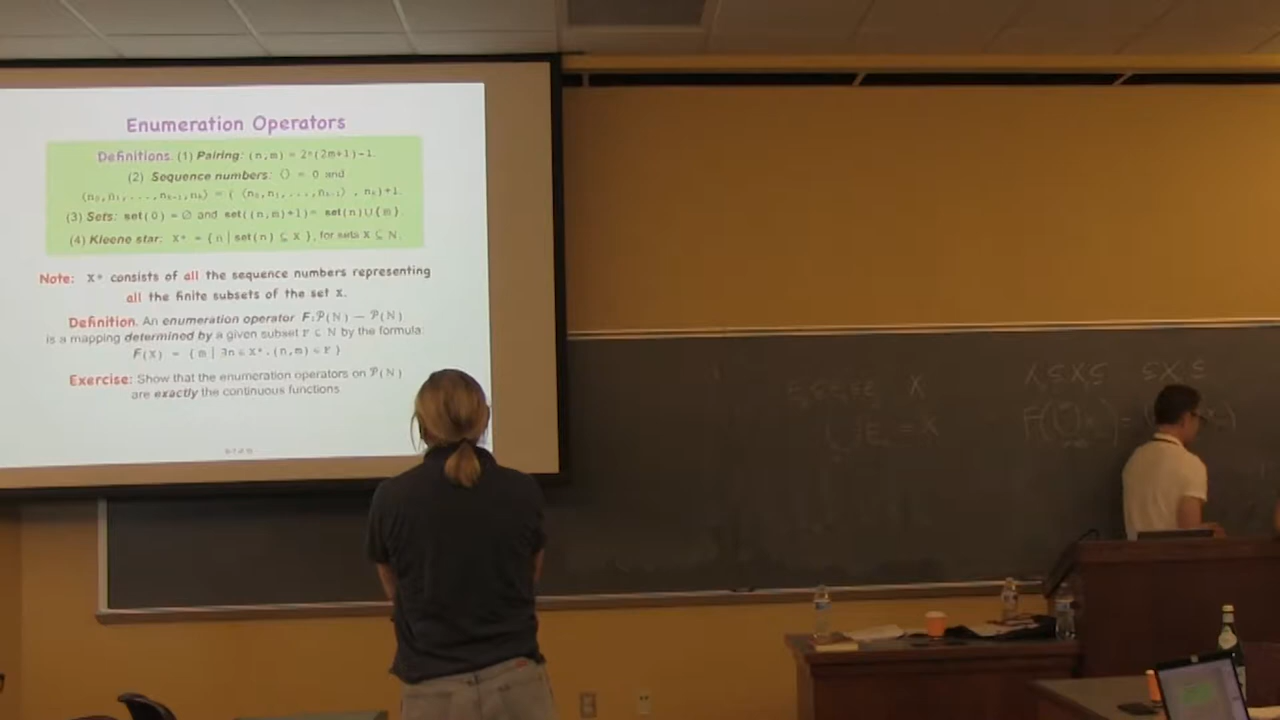 Enumeration Operators
Definitions. (1) Pairing: (n,m) = 2ⁿ(2m+1)-1.
(2) Sequence numbers: ⟨⟩ = 0 and
⟨n₀,n₁,...,nₖ₋₁,nₖ⟩ = (⟨n₀,n₁,...,nₖ₋₁⟩, nₖ)+1.
(3) Sets: set(0) = ∅ and set((n,m)+1) = set(n)∪{m}.
(4) Kleene star: X* = {n | set(n) ⊆ X}, for sets X ⊆ N.
Note: X* consists of all the sequence numbers representing
all the finite subsets of the set X.
Definition. An enumeration operator F:P(N) → P(N)
is a mapping determined by a given subset F ⊆ N by the formula:
F(X) = {m | ∃n∈X*.(n,m)∈F}
Exercise: Show that the enumeration operators on P(N)
are exactly the continuous functions
X
= X